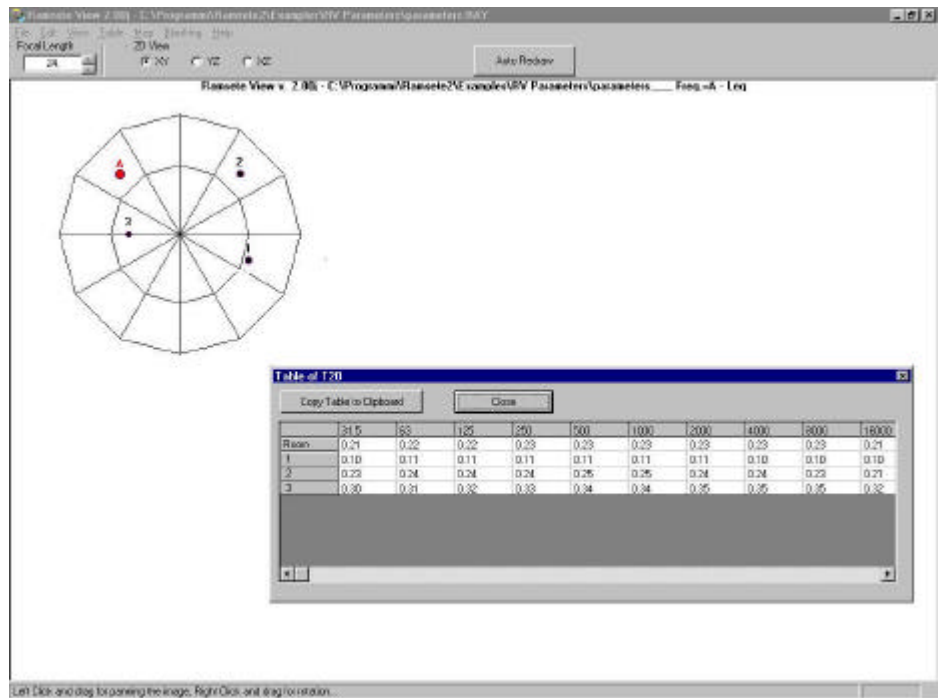 Ramsete View 2.00j - C:\Programmi\Ramsete2\Examples\RV Parameters\parameters.RAY
File Edit View Table Map Blasting Help
Focal Length
2D View
24
XY YZ XZ
Auto Redraw
Ramsete View v. 2.00j - C:\Programmi\Ramsete2\Examples\RV Parameters\parameters___ Freq.=A - Leq
A
2
3
1
Table of T20
Copy Table to Clipboard
Close
31.5 63 125 250 500 1000 2000 4000 8000 16000
Room 0.21 0.22 0.22 0.23 0.23 0.23 0.23 0.23 0.23 0.21
1 0.10 0.11 0.11 0.11 0.11 0.11 0.11 0.10 0.10 0.10
2 0.23 0.24 0.24 0.24 0.25 0.25 0.24 0.24 0.23 0.21
3 0.30 0.31 0.32 0.33 0.34 0.34 0.35 0.35 0.35 0.32
Left Click and drag for panning the image, Right Click and drag for rotation...